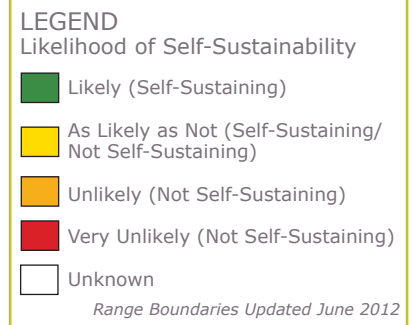 LEGEND
Likelihood of Self-Sustainability
Likely (Self-Sustaining)
As Likely as Not (Self-Sustaining/
Not Self-Sustaining)
Unlikely (Not Self-Sustaining)
Very Unlikely (Not Self-Sustaining)
Unknown
Range Boundaries Updated June 2012